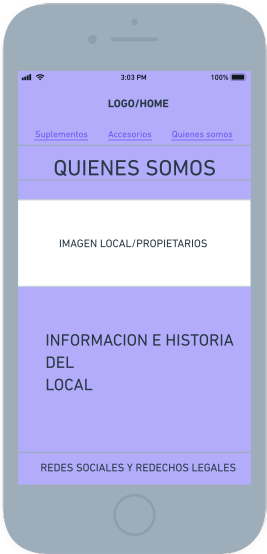 3:03 PM
100%
LOGO/HOME
Suplementos Accesorios Quienes somos
QUIENES SOMOS
IMAGEN LOCAL/PROPIETARIOS
INFORMACION E HISTORIA
DEL
LOCAL
REDES SOCIALES Y REDECHOS LEGALES